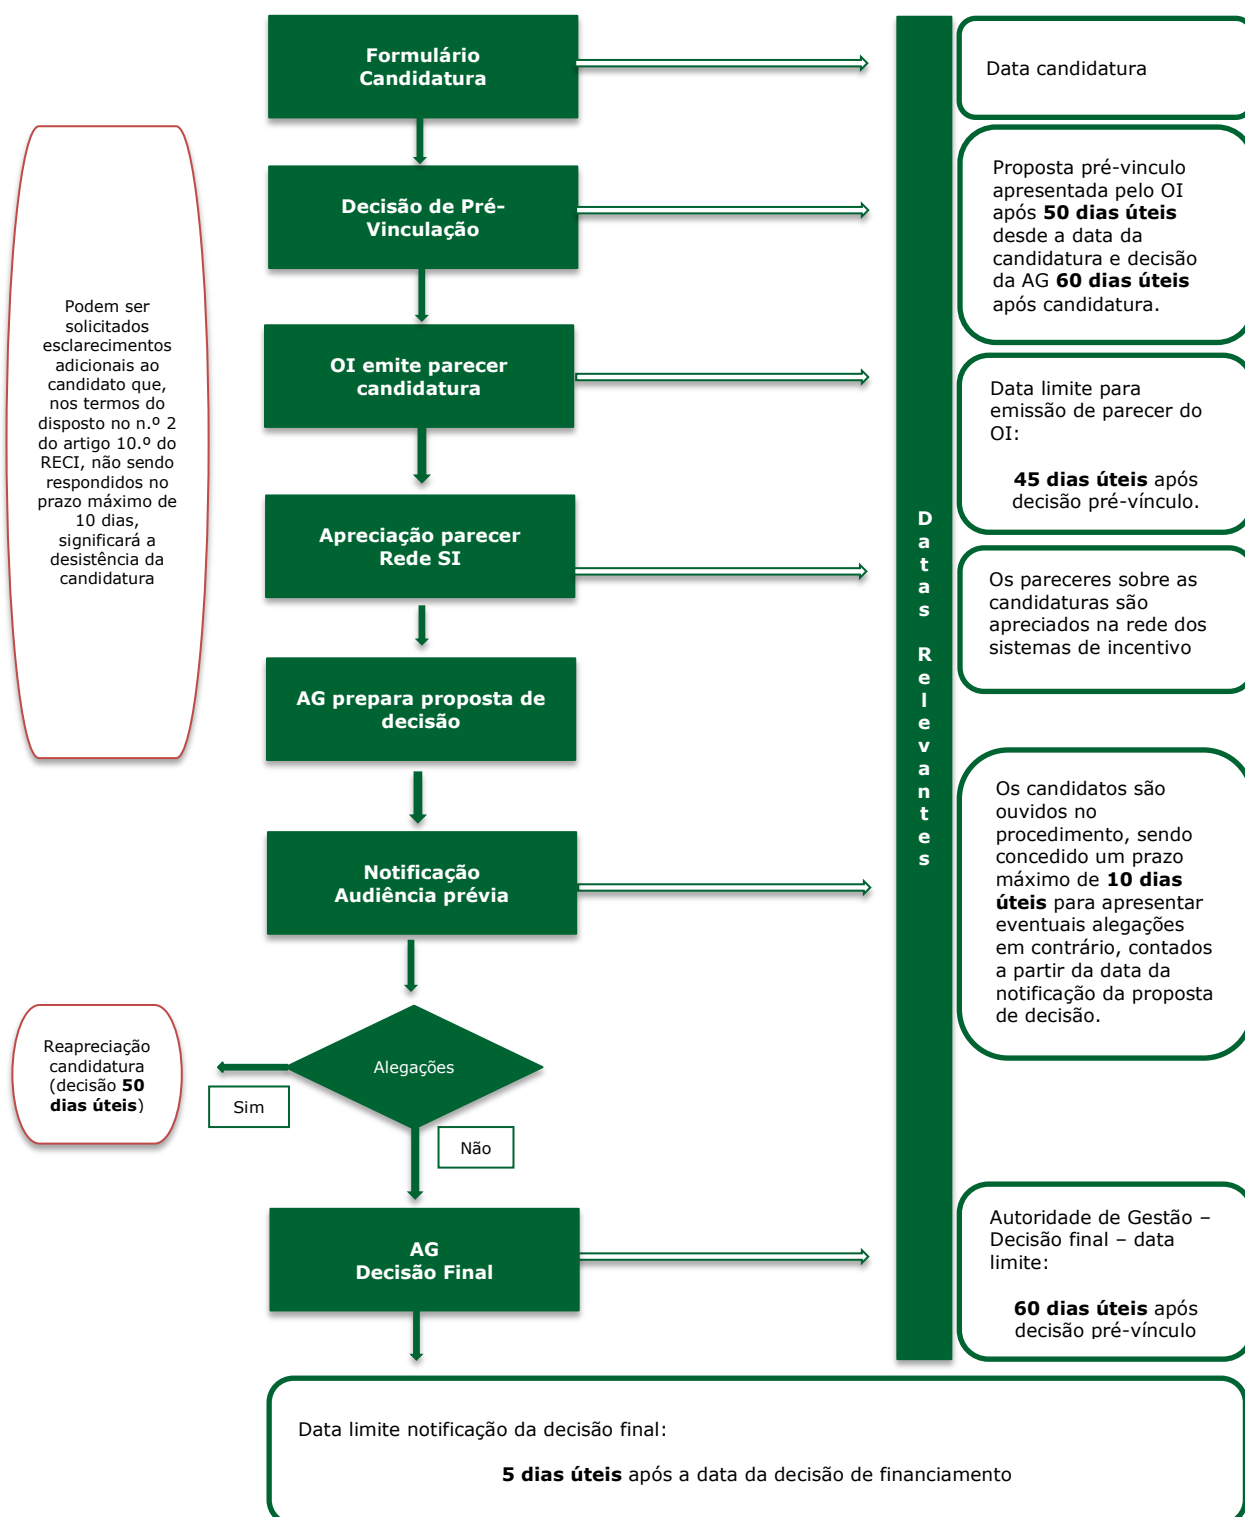 Formulário
Candidatura
Data candidatura
Decisão de Pré-
Vinculação
Proposta pré-vinculo
apresentada pelo OI
após 50 dias úteis
desde a data da
candidatura e decisão
da AG 60 dias úteis
após candidatura.
Podem ser
solicitados
esclarecimentos
adicionais ao
candidato que,
nos termos do
disposto no n.º 2
do artigo 10.º do
RECI, não sendo
respondidos no
prazo máximo de
10 dias,
significará a
desistência da
candidatura
OI emite parecer
candidatura
Data limite para
emissão de parecer do
OI:
45 dias úteis após
decisão pré-vínculo.
Apreciação parecer
Rede SI
Os pareceres sobre as
candidaturas são
apreciados na rede dos
sistemas de incentivo
D
a
t
a
s
R
e
l
e
v
a
n
t
e
s
AG prepara proposta de
decisão
Notificação
Audiência prévia
Os candidatos são
ouvidos no
procedimento, sendo
concedido um prazo
máximo de 10 dias
úteis para apresentar
eventuais alegações
em contrário, contados
a partir da data da
notificação da proposta
de decisão.
Alegações
Reapreciação
candidatura
(decisão 50
dias úteis)
Sim
Não
AG
Decisão Final
Autoridade de Gestão –
Decisão final – data
limite:
60 dias úteis após
decisão pré-vínculo
Data limite notificação da decisão final:
5 dias úteis após a data da decisão de financiamento